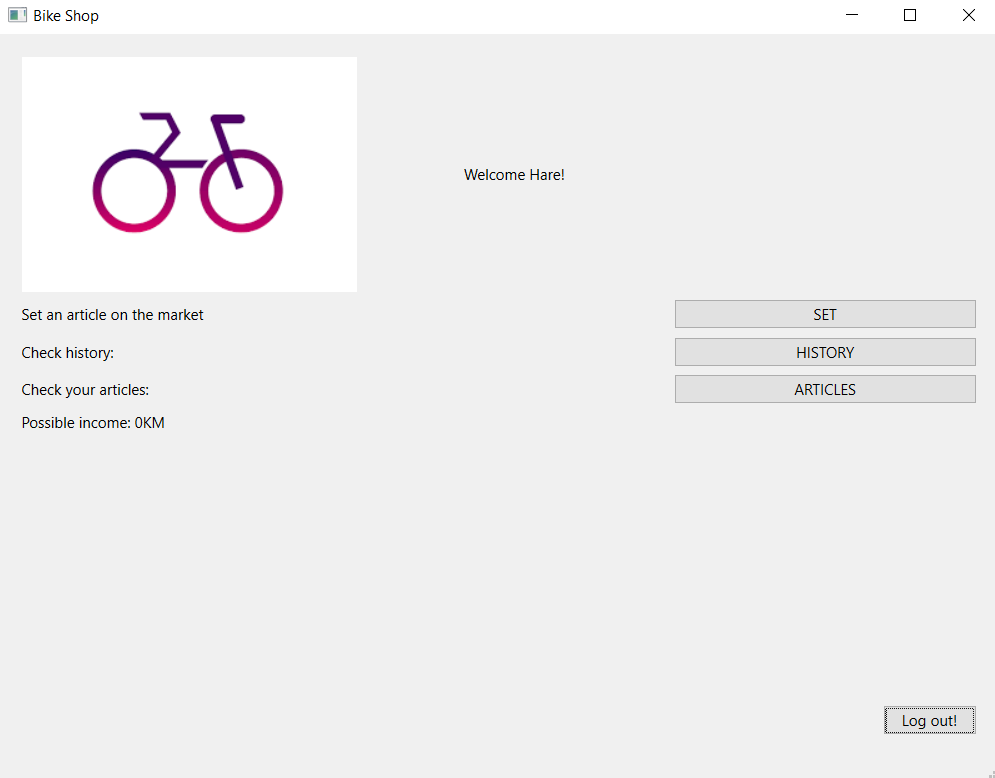 Bike Shop
Welcome Hare!
Set an article on the market
SET
Check history:
HISTORY
Check your articles:
ARTICLES
Possible income: 0KM
Log out!